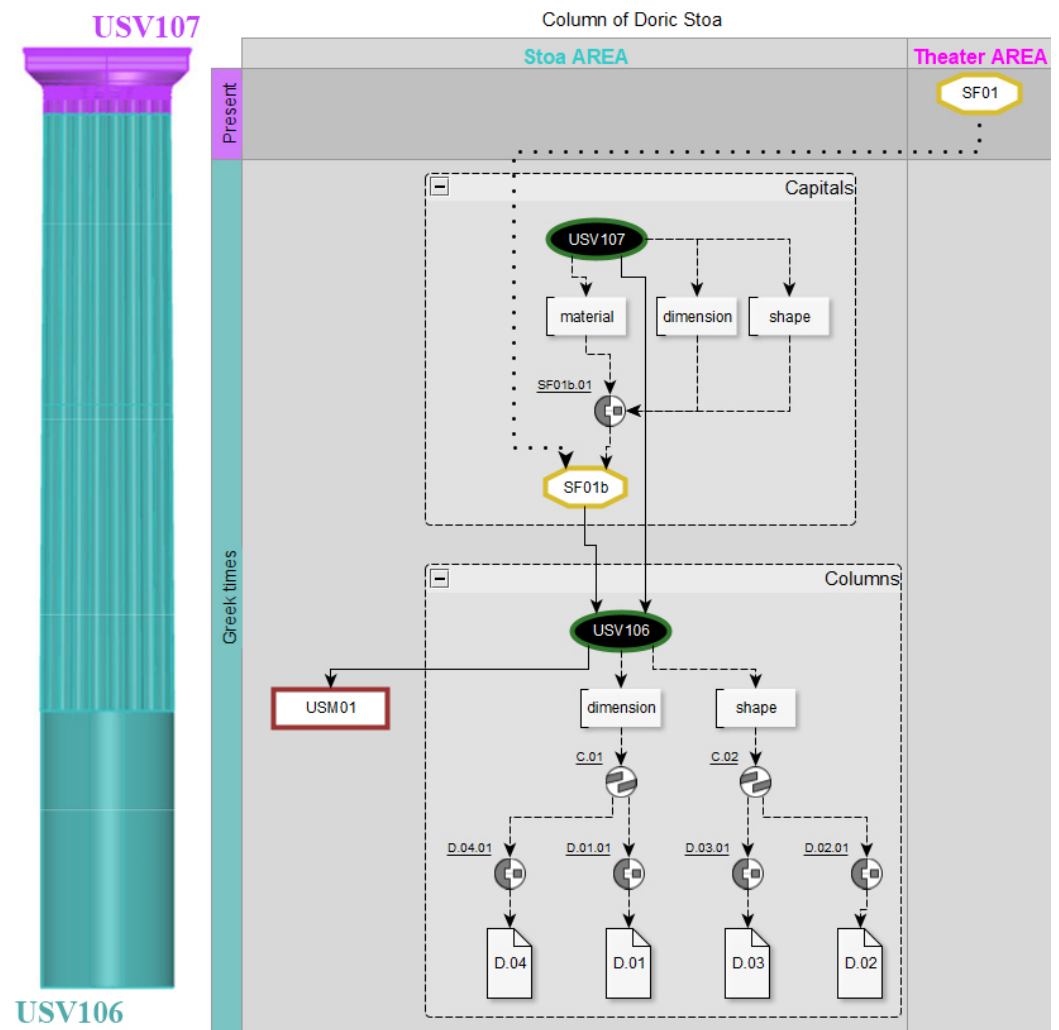 USV107
Column of Doric Stoa
Stoa AREA
Theater AREA
Present
SF01
Capitals
USV107
material
dimension
shape
SF01b.01
SF01b
Greek times
Columns
USV106
USM01
dimension
shape
C.01
C.02
D.04.01
D.01.01
D.03.01
D.02.01
D.04
D.01
D.03
D.02
USV106